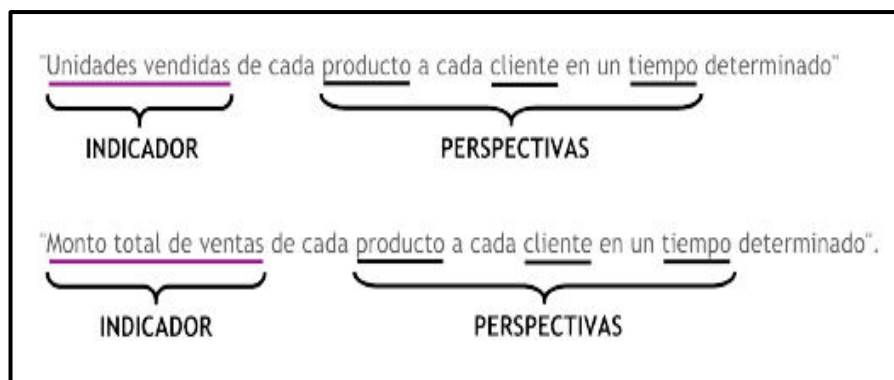 "Unidades vendidas de cada producto a cada cliente en un tiempo determinado"
INDICADOR PERSPECTIVAS
"Monto total de ventas de cada producto a cada cliente en un tiempo determinado".
INDICADOR PERSPECTIVAS